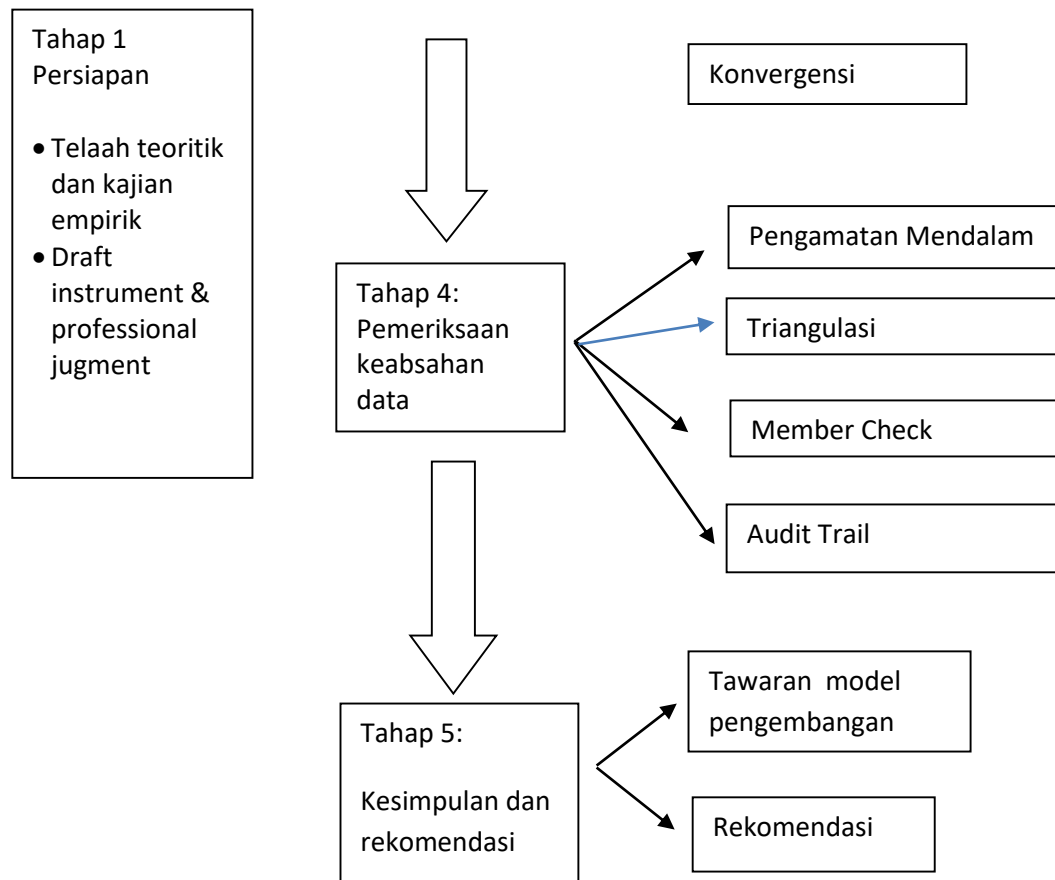 Tahap 1
Persiapan
• Telaah teoritik
dan kajian
empirik
• Draft
instrument &
professional
jugment
Konvergensi
Tahap 4:
Pemeriksaan
keabsahan
data
Pengamatan Mendalam
Triangulasi
Member Check
Audit Trail
Tahap 5:
Kesimpulan dan
rekomendasi
Tawaran model
pengembangan
Rekomendasi